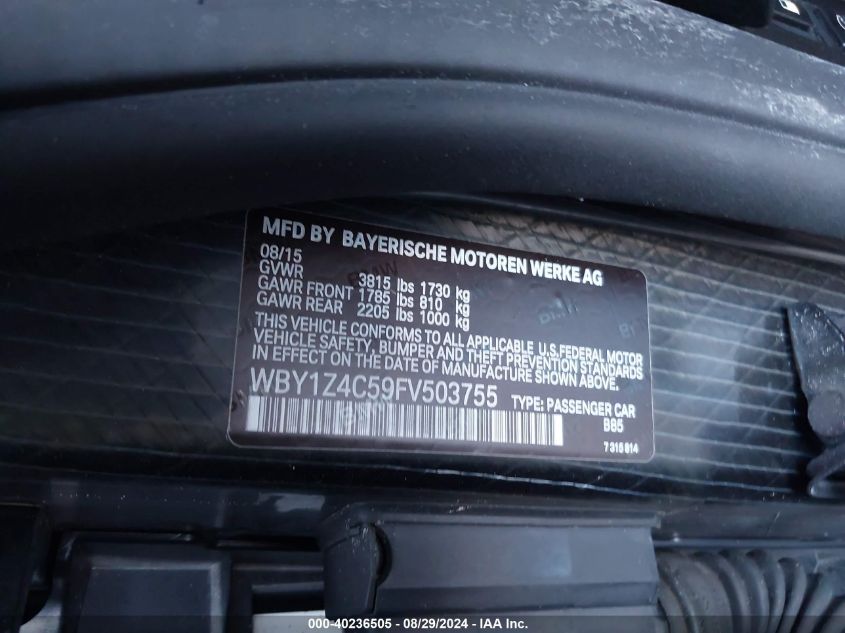 MFD BY BAYERISCHE MOTOREN WERKE AG
08/15
GVWR 3815 lbs 1730 kg
GAWR FRONT 1785 lbs 810 kg
GAWR REAR 2205 lbs 1000 kg
THIS VEHICLE CONFORMS TO ALL APPLICABLE U.S.FEDERAL MOTOR
VEHICLE SAFETY, BUMPER AND THEFT PREVENTION STANDARDS
IN EFFECT ON THE DATE OF MANUFACTURE SHOWN ABOVE.
WBY1Z4C59FV503755 TYPE: PASSENGER CAR
B85
7 315 814
000-40236505 - 08/29/2024 - IAA Inc.